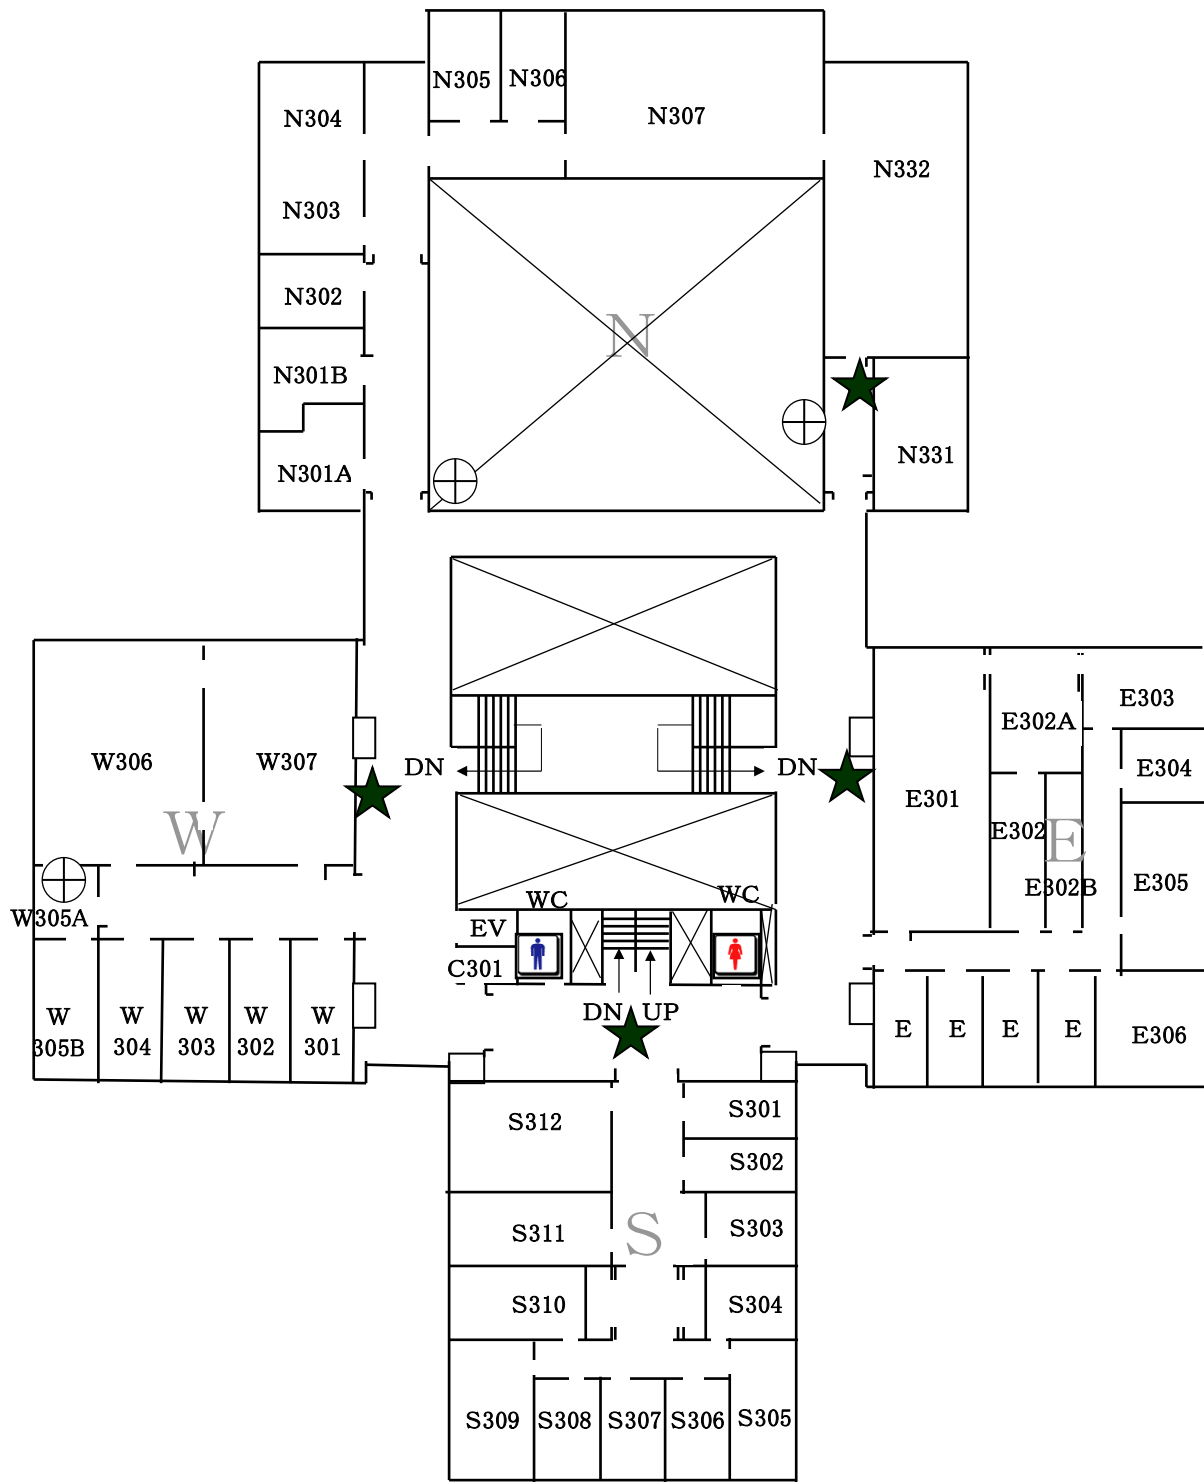 N305
N306
N304
N307
N332
N303
N302
N
N301B
N301A
N331
W306
W307
DN
DN
E303
E302A
E304
E301
W
E302
E
E305
E302B
WC
WC
W305A
EV
C301
DN
UP
W
305B
W
304
W
303
W
302
W
301
E
E
E
E
E306
S312
S301
S302
S311
S
S303
S310
S304
S309
S308
S307
S306
S305